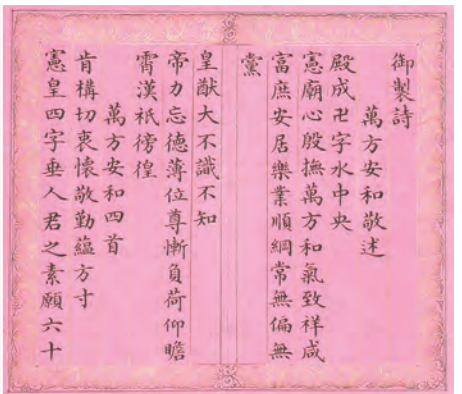 御製詩
萬方安和敬述
殿成卍字水中央
憲廟心殷撫萬方和氣致祥咸
富庶安居樂業順綱常無偏無
黨
皇猷大不識不知
帝力忘德薄位尊慚負荷仰瞻
霄漢祇徬徨
萬方安和四首
肯構切衷懷敬勤蘊方寸
憲皇四字垂人君之素願六十